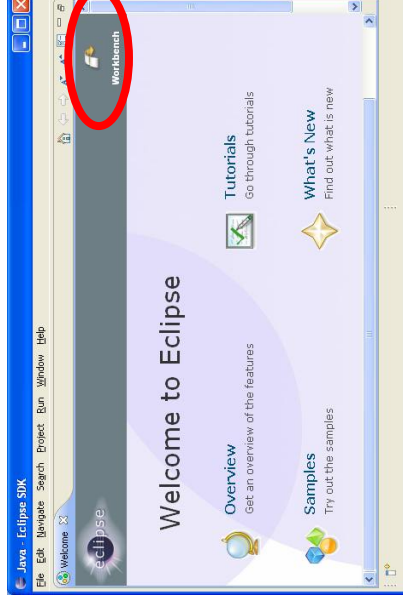 Java - Eclipse SDK
File Edit Navigate Search Project Run Window Help
Welcome
eclipse
Workbench
Welcome to Eclipse
Overview
Get an overview of the features
Tutorials
Go through tutorials
Samples
Try out the samples
What's New
Find out what is new